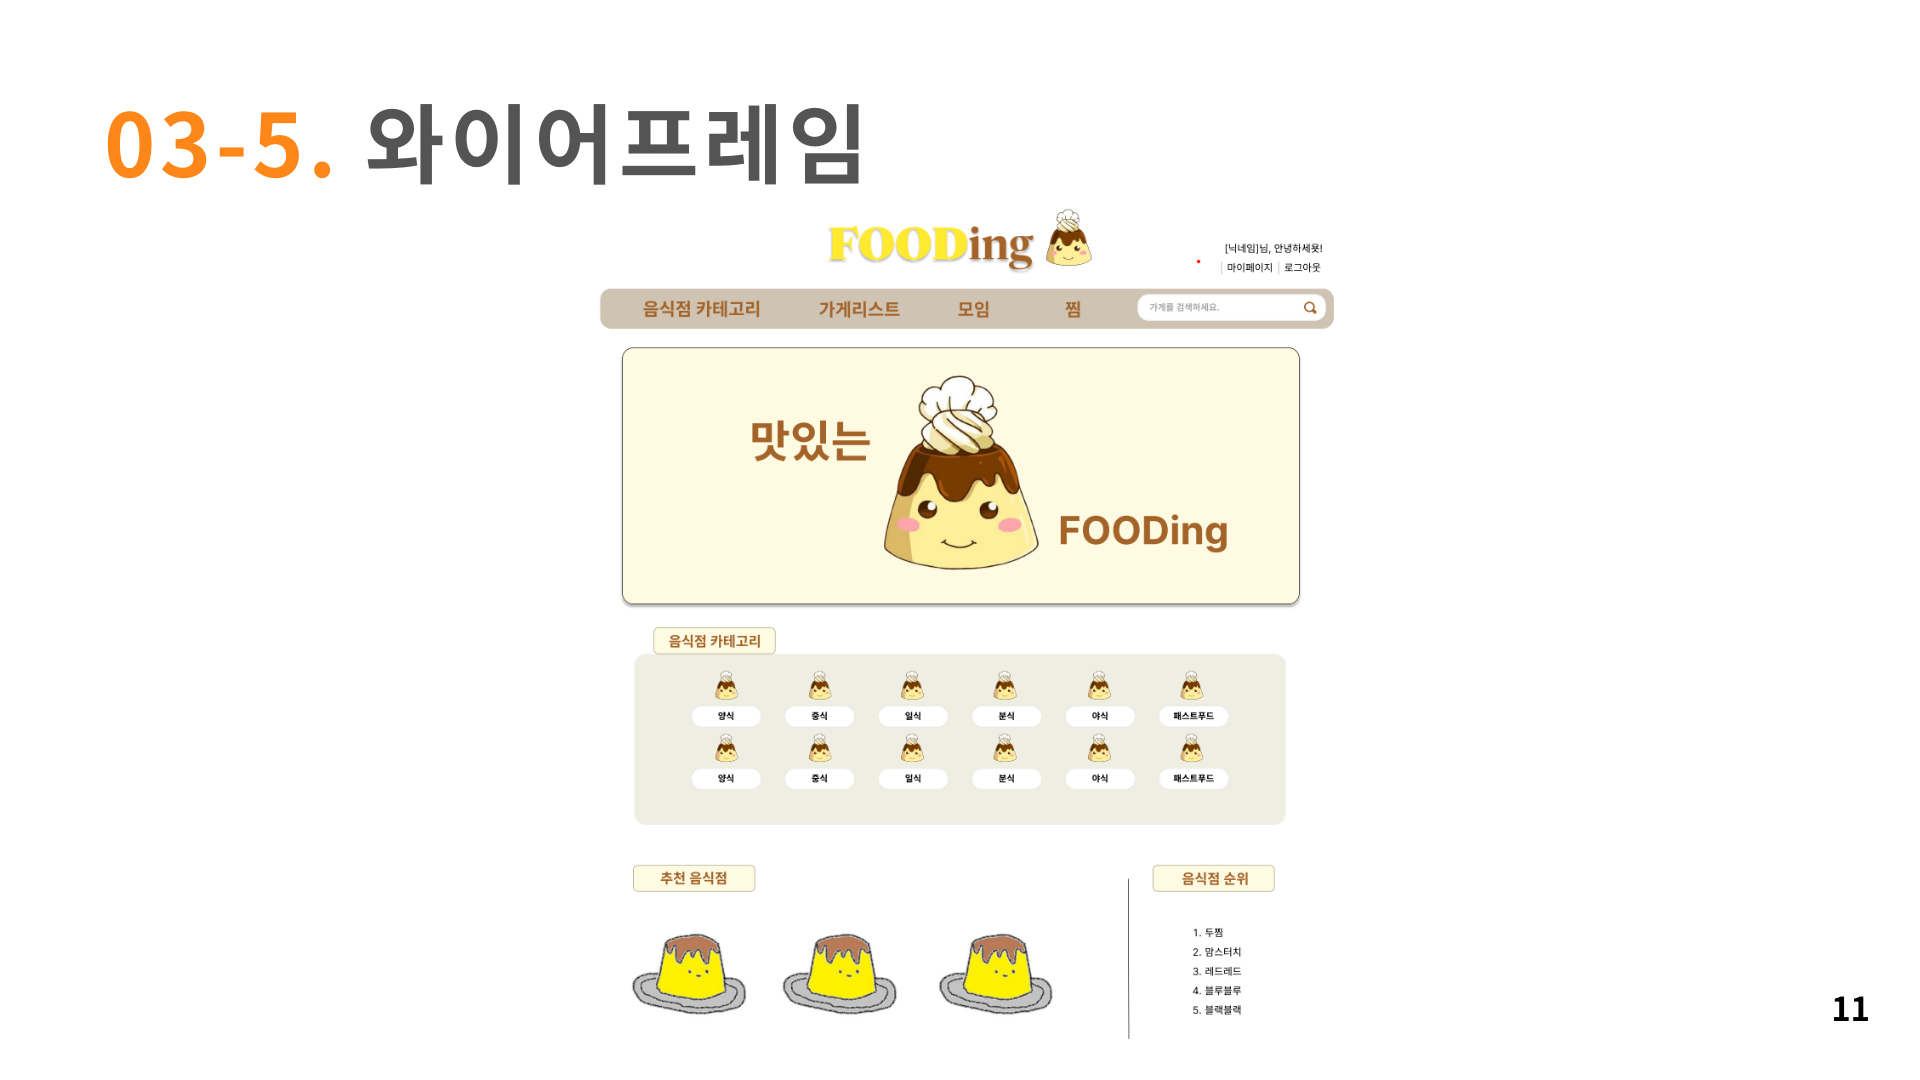 03-5. 와이어프레임
FOODing
[닉네임]님, 안녕하세욧!
마이페이지 | 로그아웃
음식점 카테고리 가게리스트 모임 찜 가게를 검색하세요.
맛있는
FOODing
음식점 카테고리
양식 중식 일식 분식 야식 패스트푸드
양식 중식 일식 분식 야식 패스트푸드
추천 음식점
음식점 순위
1. 두찜
2. 맘스터치
3. 레드레드
4. 블루블루
5. 블랙블랙
11